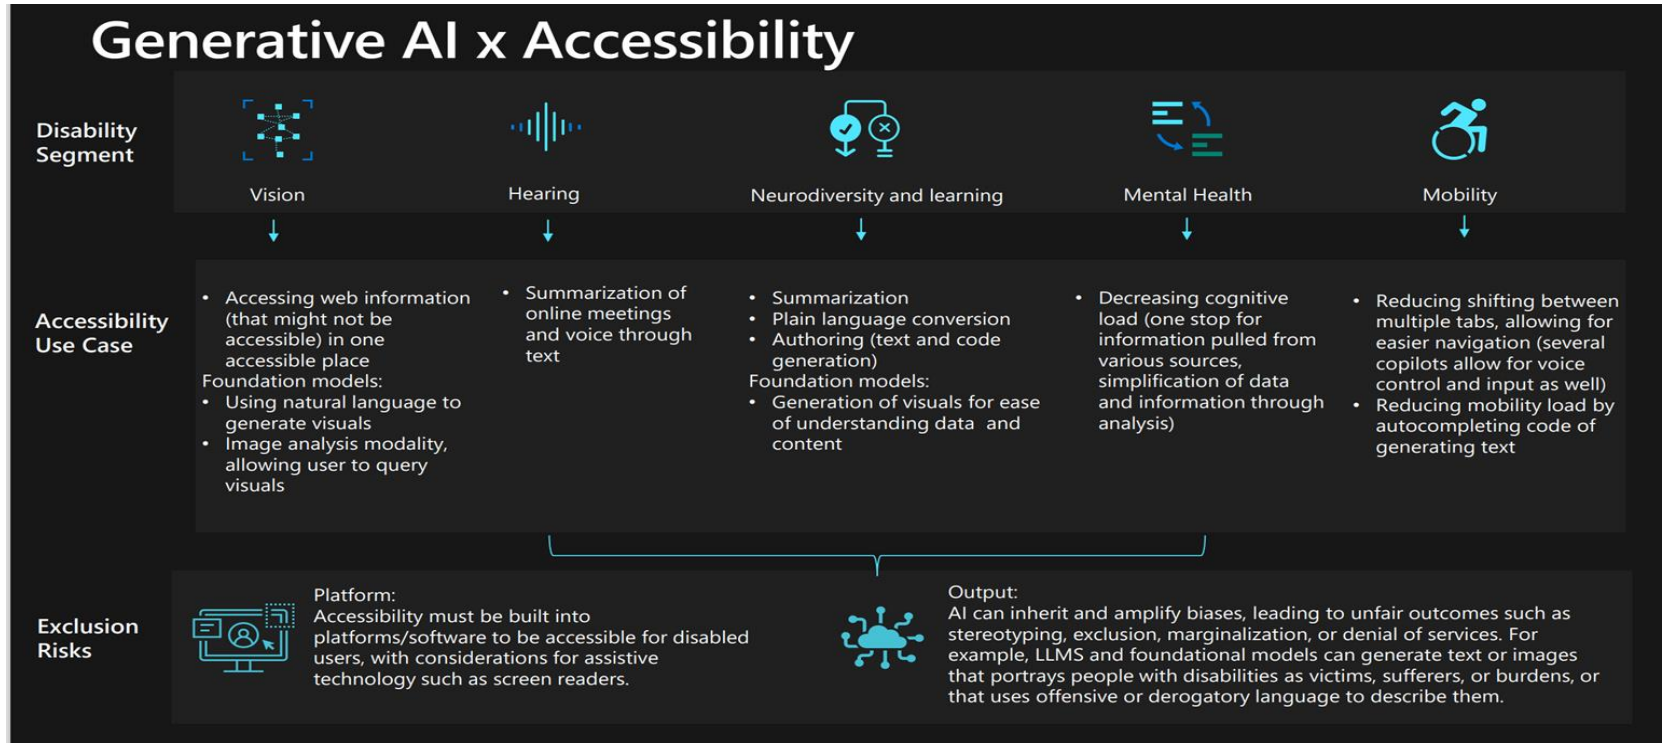 Generative AI x Accessibility
Disability
Segment
Vision
Hearing
Neurodiversity and learning
Mental Health
Mobility
Accessibility
Use Case
• Accessing web information
(that might not be
accessible) in one
accessible place
Foundation models:
• Using natural language to
generate visuals
• Image analysis modality,
allowing user to query
visuals
• Summarization of
online meetings
and voice through
text
• Summarization
• Plain language conversion
• Authoring (text and code
generation)
Foundation models:
• Generation of visuals for ease
of understanding data and
content
• Decreasing cognitive
load (one stop for
information pulled from
various sources,
simplification of data
and information through
analysis)
• Reducing shifting between
multiple tabs, allowing for
easier navigation (several
copilots allow for voice
control and input as well)
• Reducing mobility load by
autocompleting code of
generating text
Exclusion
Risks
Platform:
Accessibility must be built into
platforms/software to be accessible for disabled
users, with considerations for assistive
technology such as screen readers.
Output:
AI can inherit and amplify biases, leading to unfair outcomes such as
stereotyping, exclusion, marginalization, or denial of services. For
example, LLMS and foundational models can generate text or images
that portrays people with disabilities as victims, sufferers, or burdens, or
that uses offensive or derogatory language to describe them.